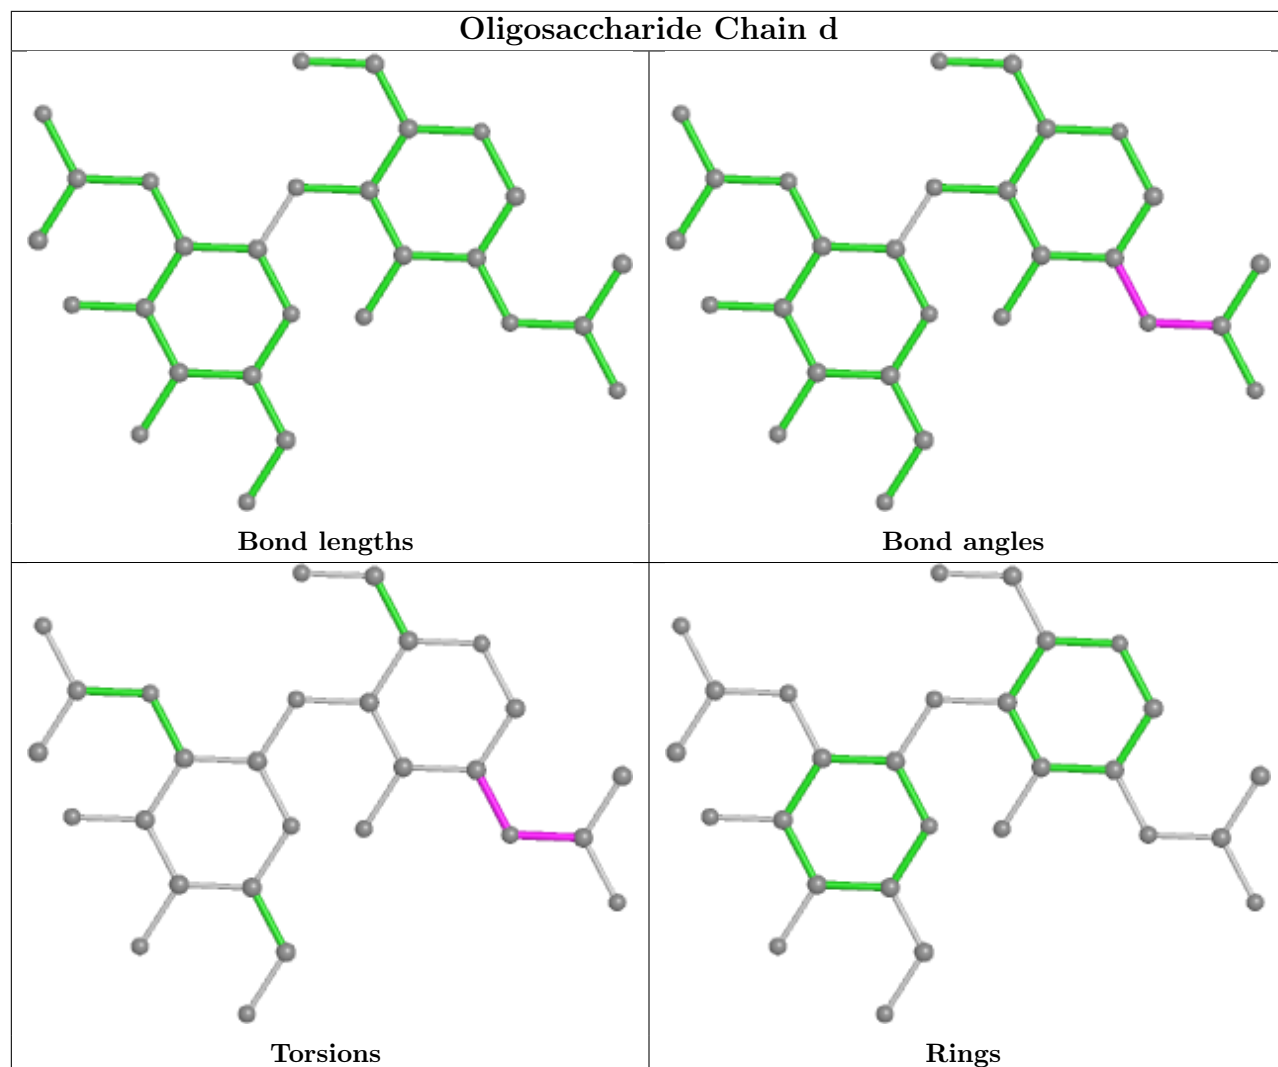 Oligosaccharide Chain d
Bond lengths
Bond angles
Torsions
Rings